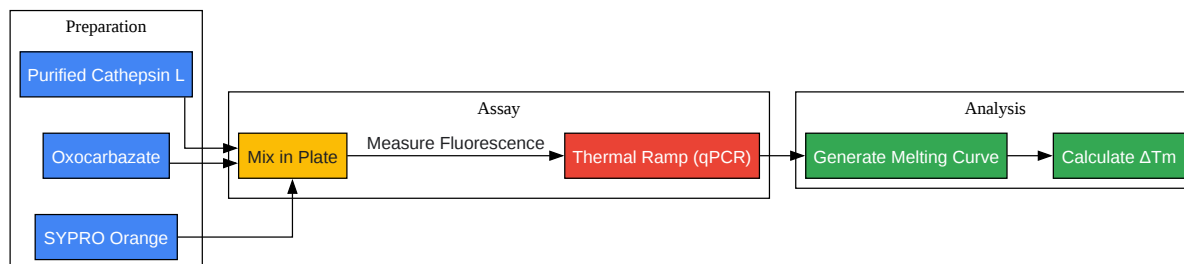 Preparation
Purified Cathepsin L
Oxocarbazate
SYPRO Orange
Assay
Mix in Plate
Measure Fluorescence
Thermal Ramp (qPCR)
Analysis
Generate Melting Curve
Calculate ΔTm